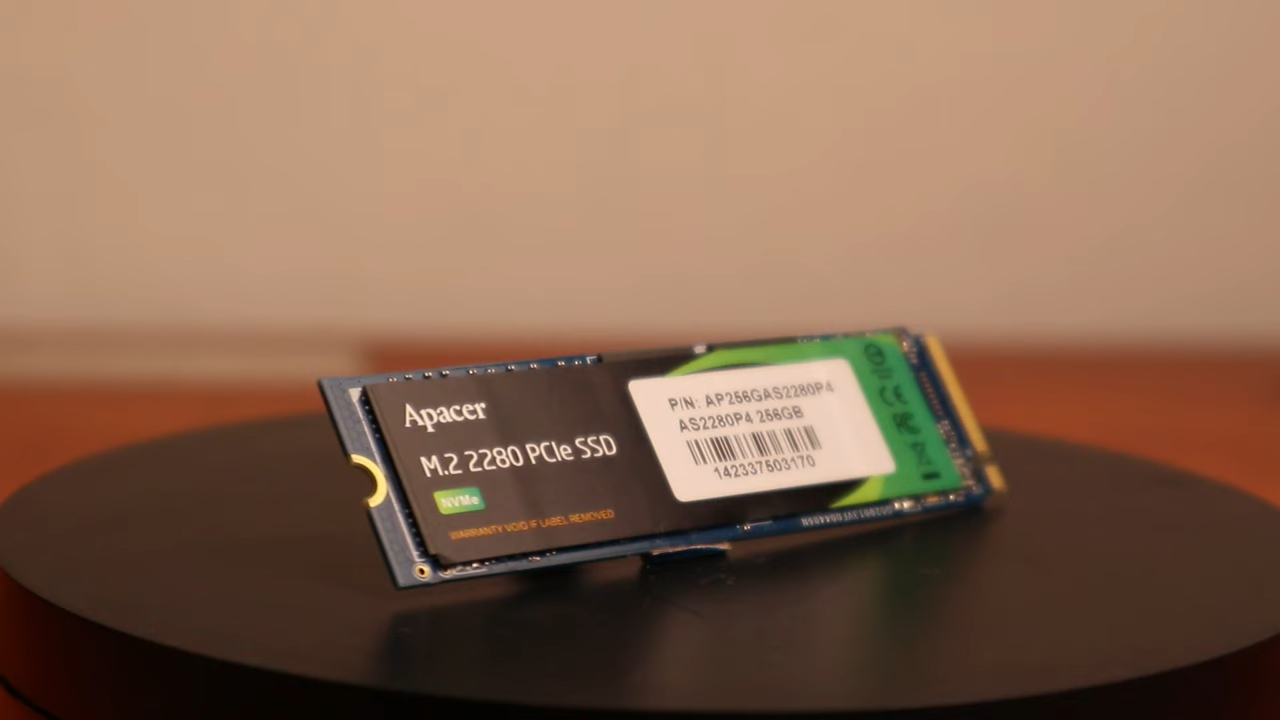 Apacer
M.2 2280 PCIe SSD
NVMe
WARRANTY VOID IF LABEL REMOVED
P/N: AP256GAS2280P4
AS2280P4 256GB
142337503170